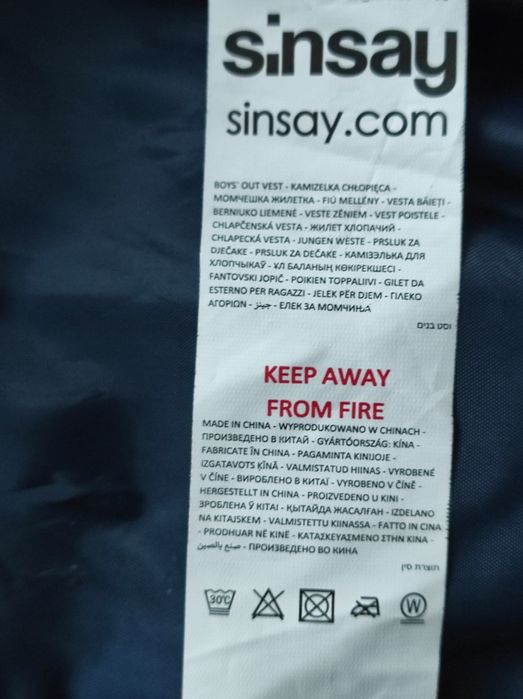 sinsay
sinsay.com
BOYS' OUT VEST - KAMIZELKA CHŁOPIĘCA -
МОМЧЕШКА ЖИЛЕТКА - FIÚ MELLÉNY - VESTA BĂIEȚI -
BERNIUKO LIEMENĖ - VESTE ZĒNIEM - VEST POISTELE -
CHLAPČENSKÁ VESTA - ЖИЛЕТ ХЛОПАЧИЙ -
CHLAPECKÁ VESTA - JUNGEN WESTE - PRSLUK ZA
DJEČAKE - PRSLUK ZA DEČAKE - КАМІЗЭЛЬКА ДЛЯ
ХЛОПЧЫКАЎ - ҰЛ БАЛАНЫҢ КӨКІРЕКШЕСІ -
FANTOVSKI JOPIČ - POIKIEN TOPPALIIVI - GILET DA
ESTERNO PER RAGAZZI - JELEK PËR DJEM - ΓΙΛΕΚΟ
ΑΓΟΡΙΩΝ - جينز - ЕЛЕК ЗА МОМЧИЊА
וסט בנים
KEEP AWAY
FROM FIRE
MADE IN CHINA - WYPRODUKOWANO W CHINACH -
ПРОИЗВЕДЕНО В КИТАЙ - GYÁRTÓORSZÁG: KÍNA -
FABRICATE ÎN CHINA - PAGAMINTA KINIJOJE -
IZGATAVOTS ĶĪNĀ - VALMISTATUD HIINAS - VYROBENÉ
V ČÍNE - ВИРОБЛЕНО В КИТАЇ - VYROBENO V ČÍNĚ -
HERGESTELLT IN CHINA - PROIZVEDENO U KINI -
ЗРОБЛЕНА Ў КІТАІ - ҚЫТАЙДА ЖАСАЛҒАН - IZDELANO
NA KITAJSKEM - VALMISTETTU KIINASSA - FATTO IN CINA
- PRODHUAR NË KINË - ΚΑΤΑΣΚΕΥΑΣΜΕΝΟ ΣΤΗΝ ΚΙΝΑ -
صنع بالصين - ПРОИЗВЕДЕНО ВО КИНА
תוצרת סין
30°C W